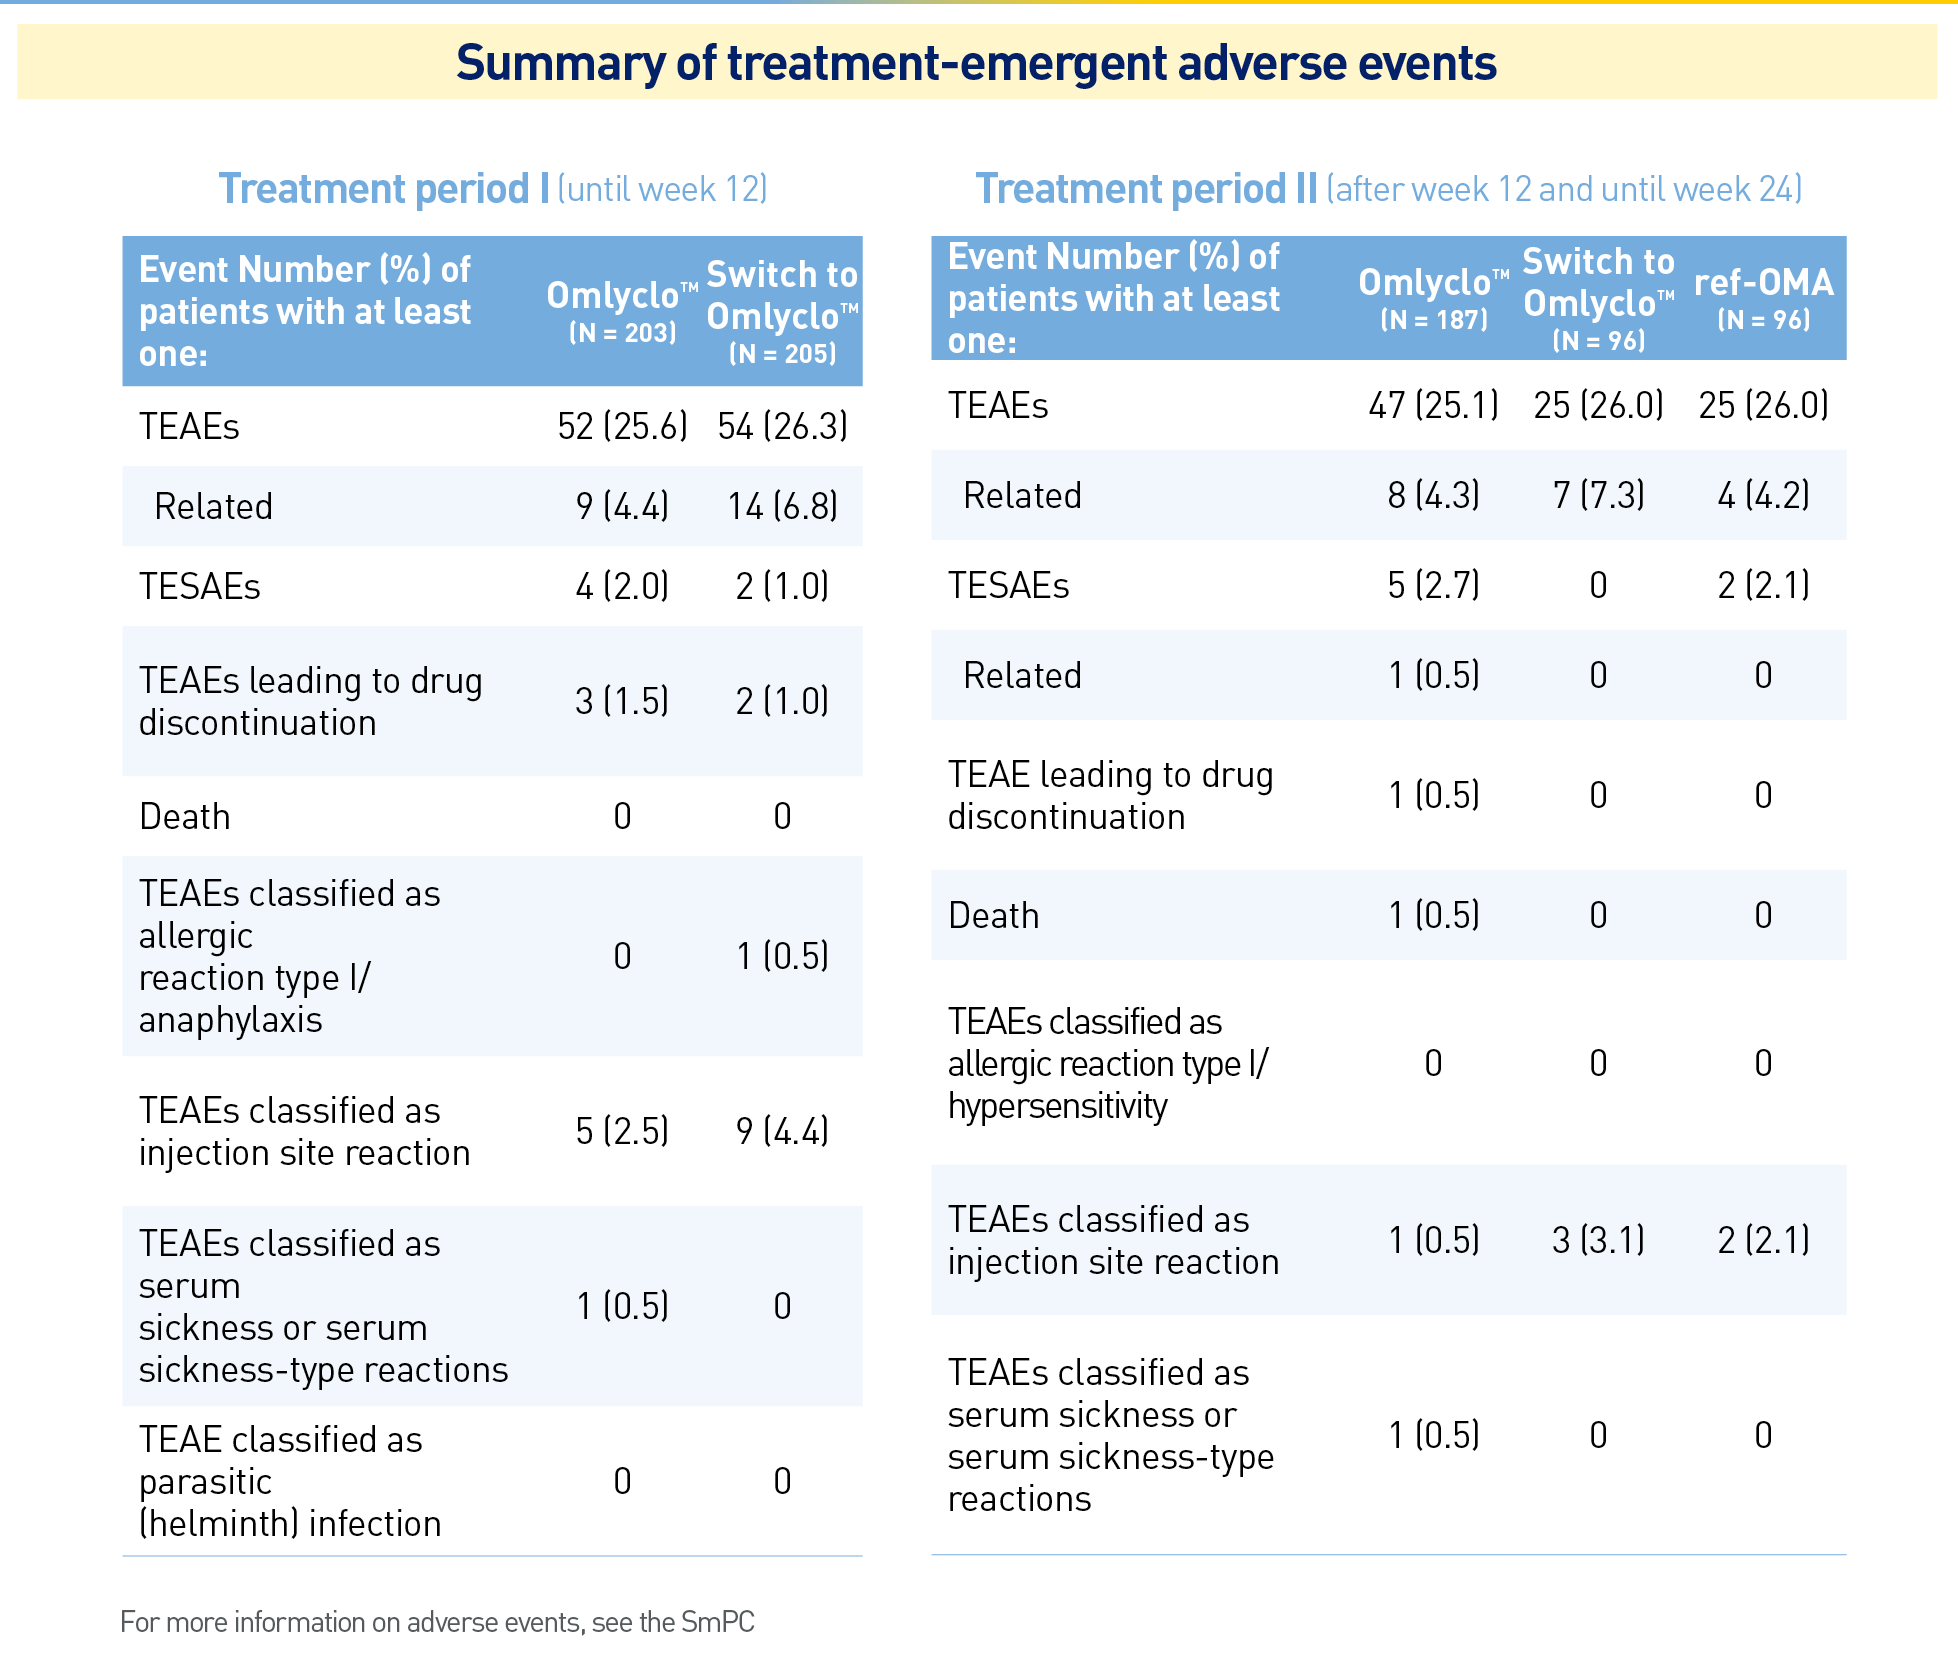 Summary of treatment-emergent adverse events
Treatment period I (until week 12)
Event Number (%) of
patients with at least
one:
Omlyclo™
(N = 203)
Switch to
Omlyclo™
(N = 205)
TEAEs 52 (25.6) 54 (26.3)
Related 9 (4.4) 14 (6.8)
TESAEs 4 (2.0) 2 (1.0)
TEAEs leading to drug
discontinuation
3 (1.5) 2 (1.0)
Death 0 0
TEAEs classified as
allergic
reaction type I/
anaphylaxis
0 1 (0.5)
TEAEs classified as
injection site reaction
5 (2.5) 9 (4.4)
TEAEs classified as
serum
sickness or serum
sickness-type reactions
1 (0.5) 0
TEAE classified as
parasitic
(helminth) infection
0 0
Treatment period II (after week 12 and until week 24)
Event Number (%) of
patients with at least
one:
Omlyclo™
(N = 187)
Switch to
Omlyclo™
(N = 96)
ref-OMA
(N = 96)
TEAEs 47 (25.1) 25 (26.0) 25 (26.0)
Related 8 (4.3) 7 (7.3) 4 (4.2)
TESAEs 5 (2.7) 0 2 (2.1)
Related 1 (0.5) 0 0
TEAE leading to drug
discontinuation
1 (0.5) 0 0
Death 1 (0.5) 0 0
TEAEs classified as
allergic reaction type I/
hypersensitivity
0 0 0
TEAEs classified as
injection site reaction
1 (0.5) 3 (3.1) 2 (2.1)
TEAEs classified as
serum sickness or
serum sickness-type
reactions
1 (0.5) 0 0
For more information on adverse events, see the SmPC